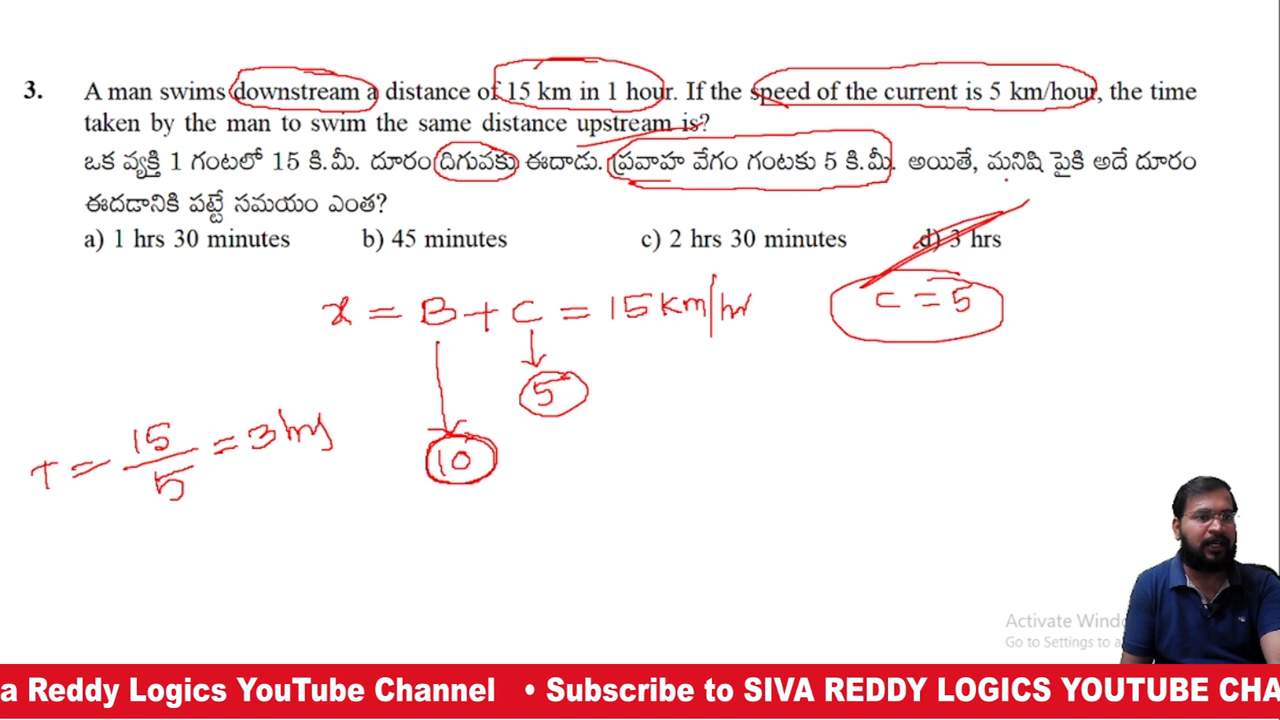 3. A man swims downstream a distance of 15 km in 1 hour. If the speed of the current is 5 km/hour, the time
taken by the man to swim the same distance upstream is?
ఒక వ్యక్తి 1 గంటలో 15 కి.మీ. దూరం దిగువకు ఈదాడు. ప్రవాహ వేగం గంటకు 5 కి.మీ. అయితే, మనిషి పైకి అదే దూరం
ఈదడానికి పట్టే సమయం ఎంత?
a) 1 hrs 30 minutes b) 45 minutes c) 2 hrs 30 minutes d) 3 hrs
x = B + C = 15 km/hr
C = 5
5
T = 15/5 = 3 hrs
10
Activate Wind
Go to Settings to a
a Reddy Logics YouTube Channel • Subscribe to SIVA REDDY LOGICS YOUTUBE CHA